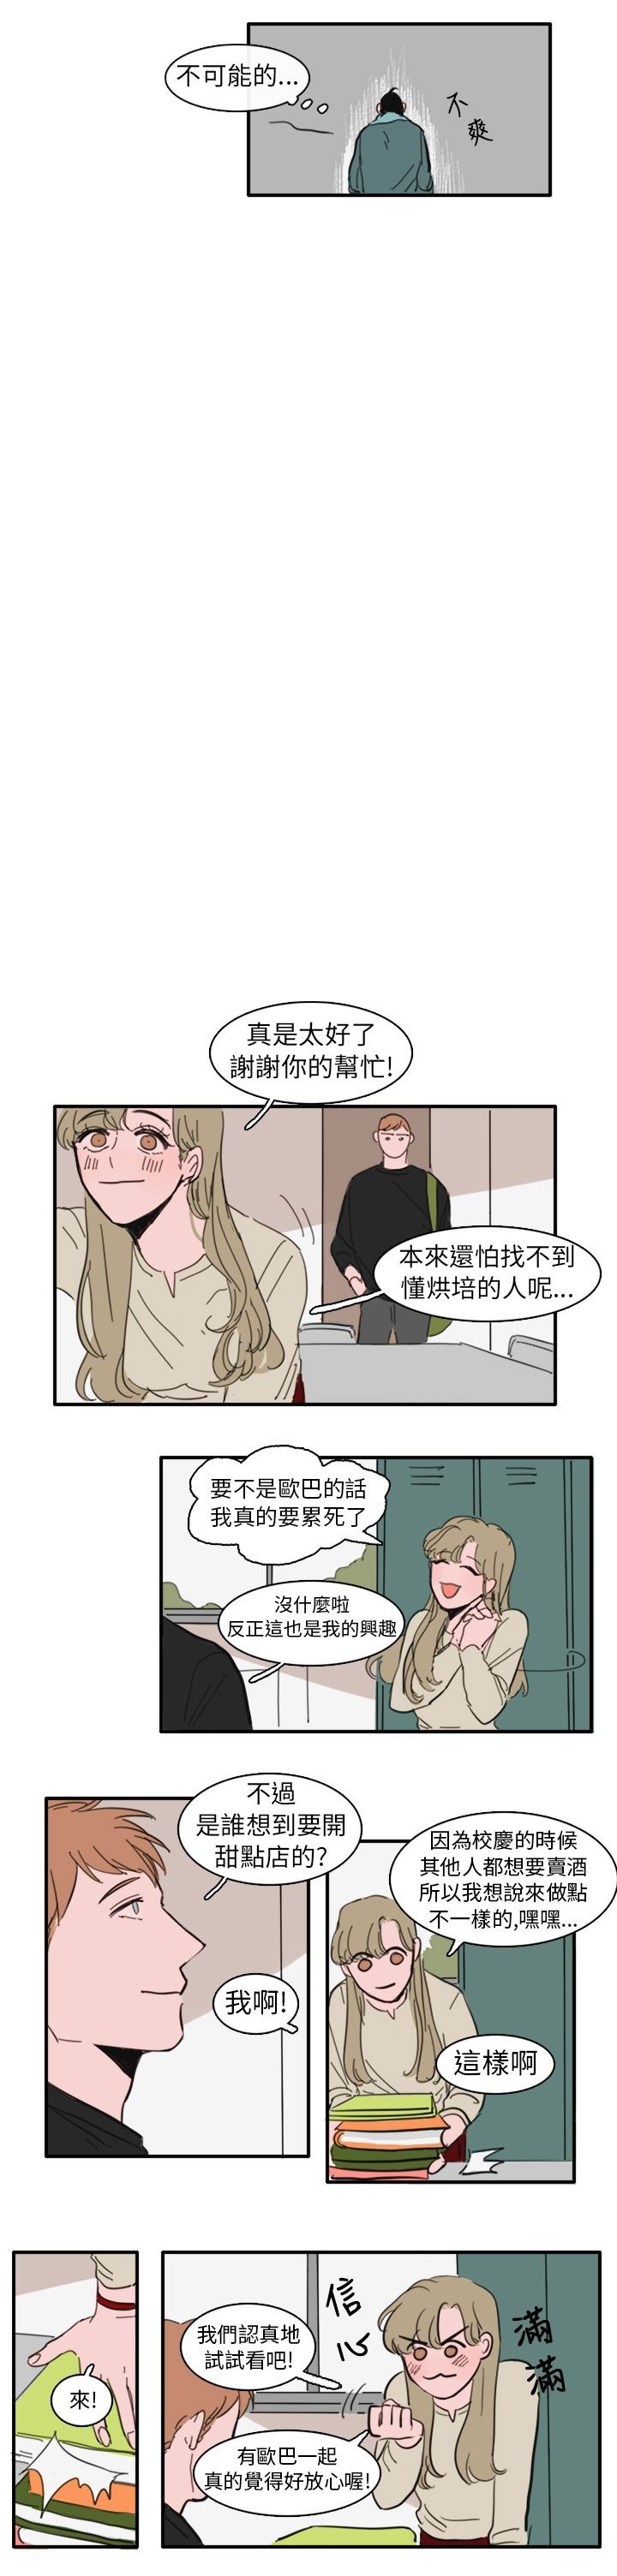 不可能的...
不
爽
真是太好了
謝謝你的幫忙!
本來還怕找不到
懂烘培的人呢...
要不是歐巴的話
我真的要累死了
沒什麼啦
反正這也是我的興趣
不過
是誰想到要開
甜點店的?
我啊!
因為校慶的時候
其他人都想要賣酒
所以我想說來做點
不一樣的,嘿嘿...
這樣啊
來!
我們認真地
試試看吧!
信
心
滿
滿
有歐巴一起
真的覺得好放心喔!